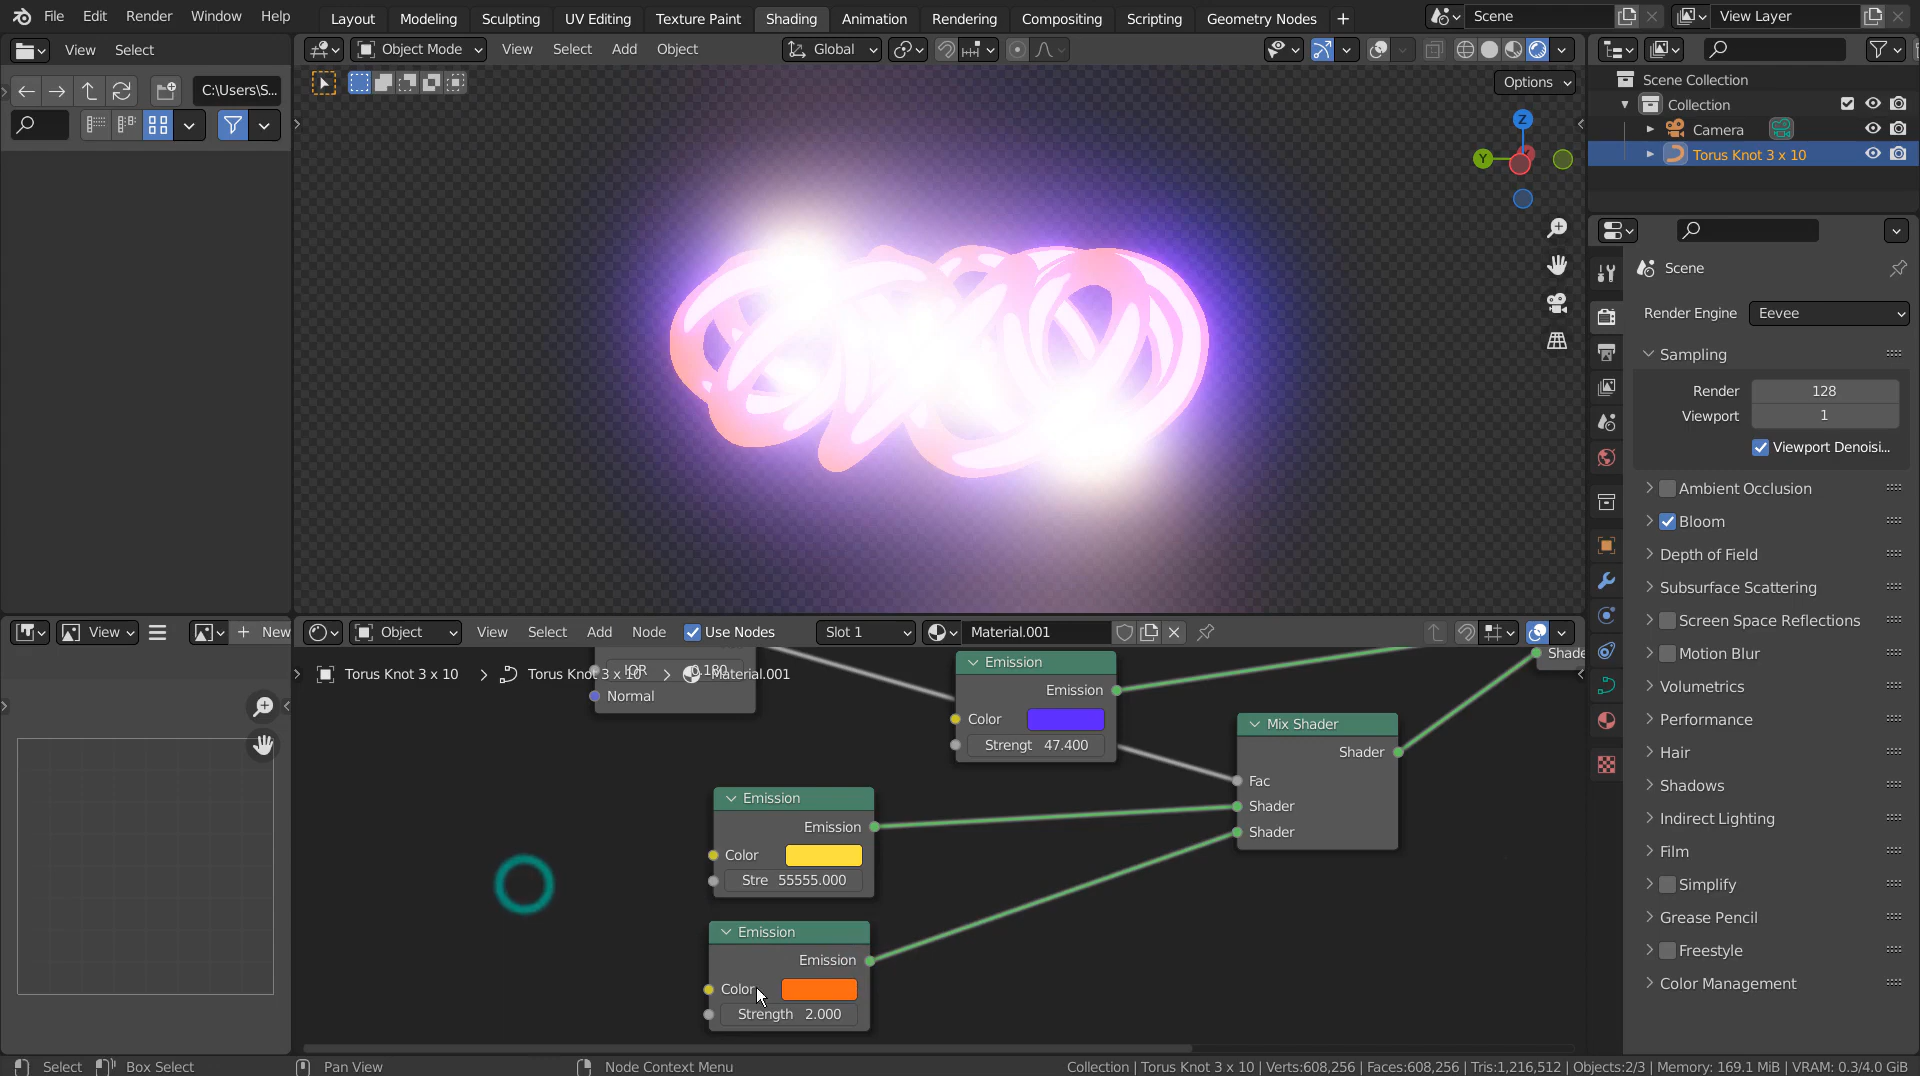 File Edit Render Window Help Layout Modeling Sculpting UV Editing Texture Paint Shading Animation Rendering Compositing Scripting Geometry Nodes + Scene View Layer
View Select Object Mode View Select Add Object Global
C:\Users\S...
Options
Z
Y
Scene Collection
Collection
Camera
Torus Knot 3 x 10
Scene
Render Engine Eevee
Sampling
Render 128
Viewport 1
Viewport Denoisi...
Ambient Occlusion
Bloom
Depth of Field
Subsurface Scattering
Screen Space Reflections
Motion Blur
Volumetrics
Performance
Hair
Shadows
Indirect Lighting
Film
Simplify
Grease Pencil
Freestyle
Color Management
View + New Object View Select Add Node Use Nodes Slot 1 Material.001
Torus Knot 3 x 10 > Torus Knot 3 x 10 > Material.001
IOR 0.180
Normal
Emission
Emission
Color
Strengt 47.400
Shade
Mix Shader
Shader
Fac
Shader
Shader
Emission
Emission
Color
Stre 55555.000
Emission
Emission
Color
Strength 2.000
Select Box Select Pan View Node Context Menu Collection | Torus Knot 3 x 10 | Verts:608,256 | Faces:608,256 | Tris:1,216,512 | Objects:2/3 | Memory: 169.1 MiB | VRAM: 0.3/4.0 GiB